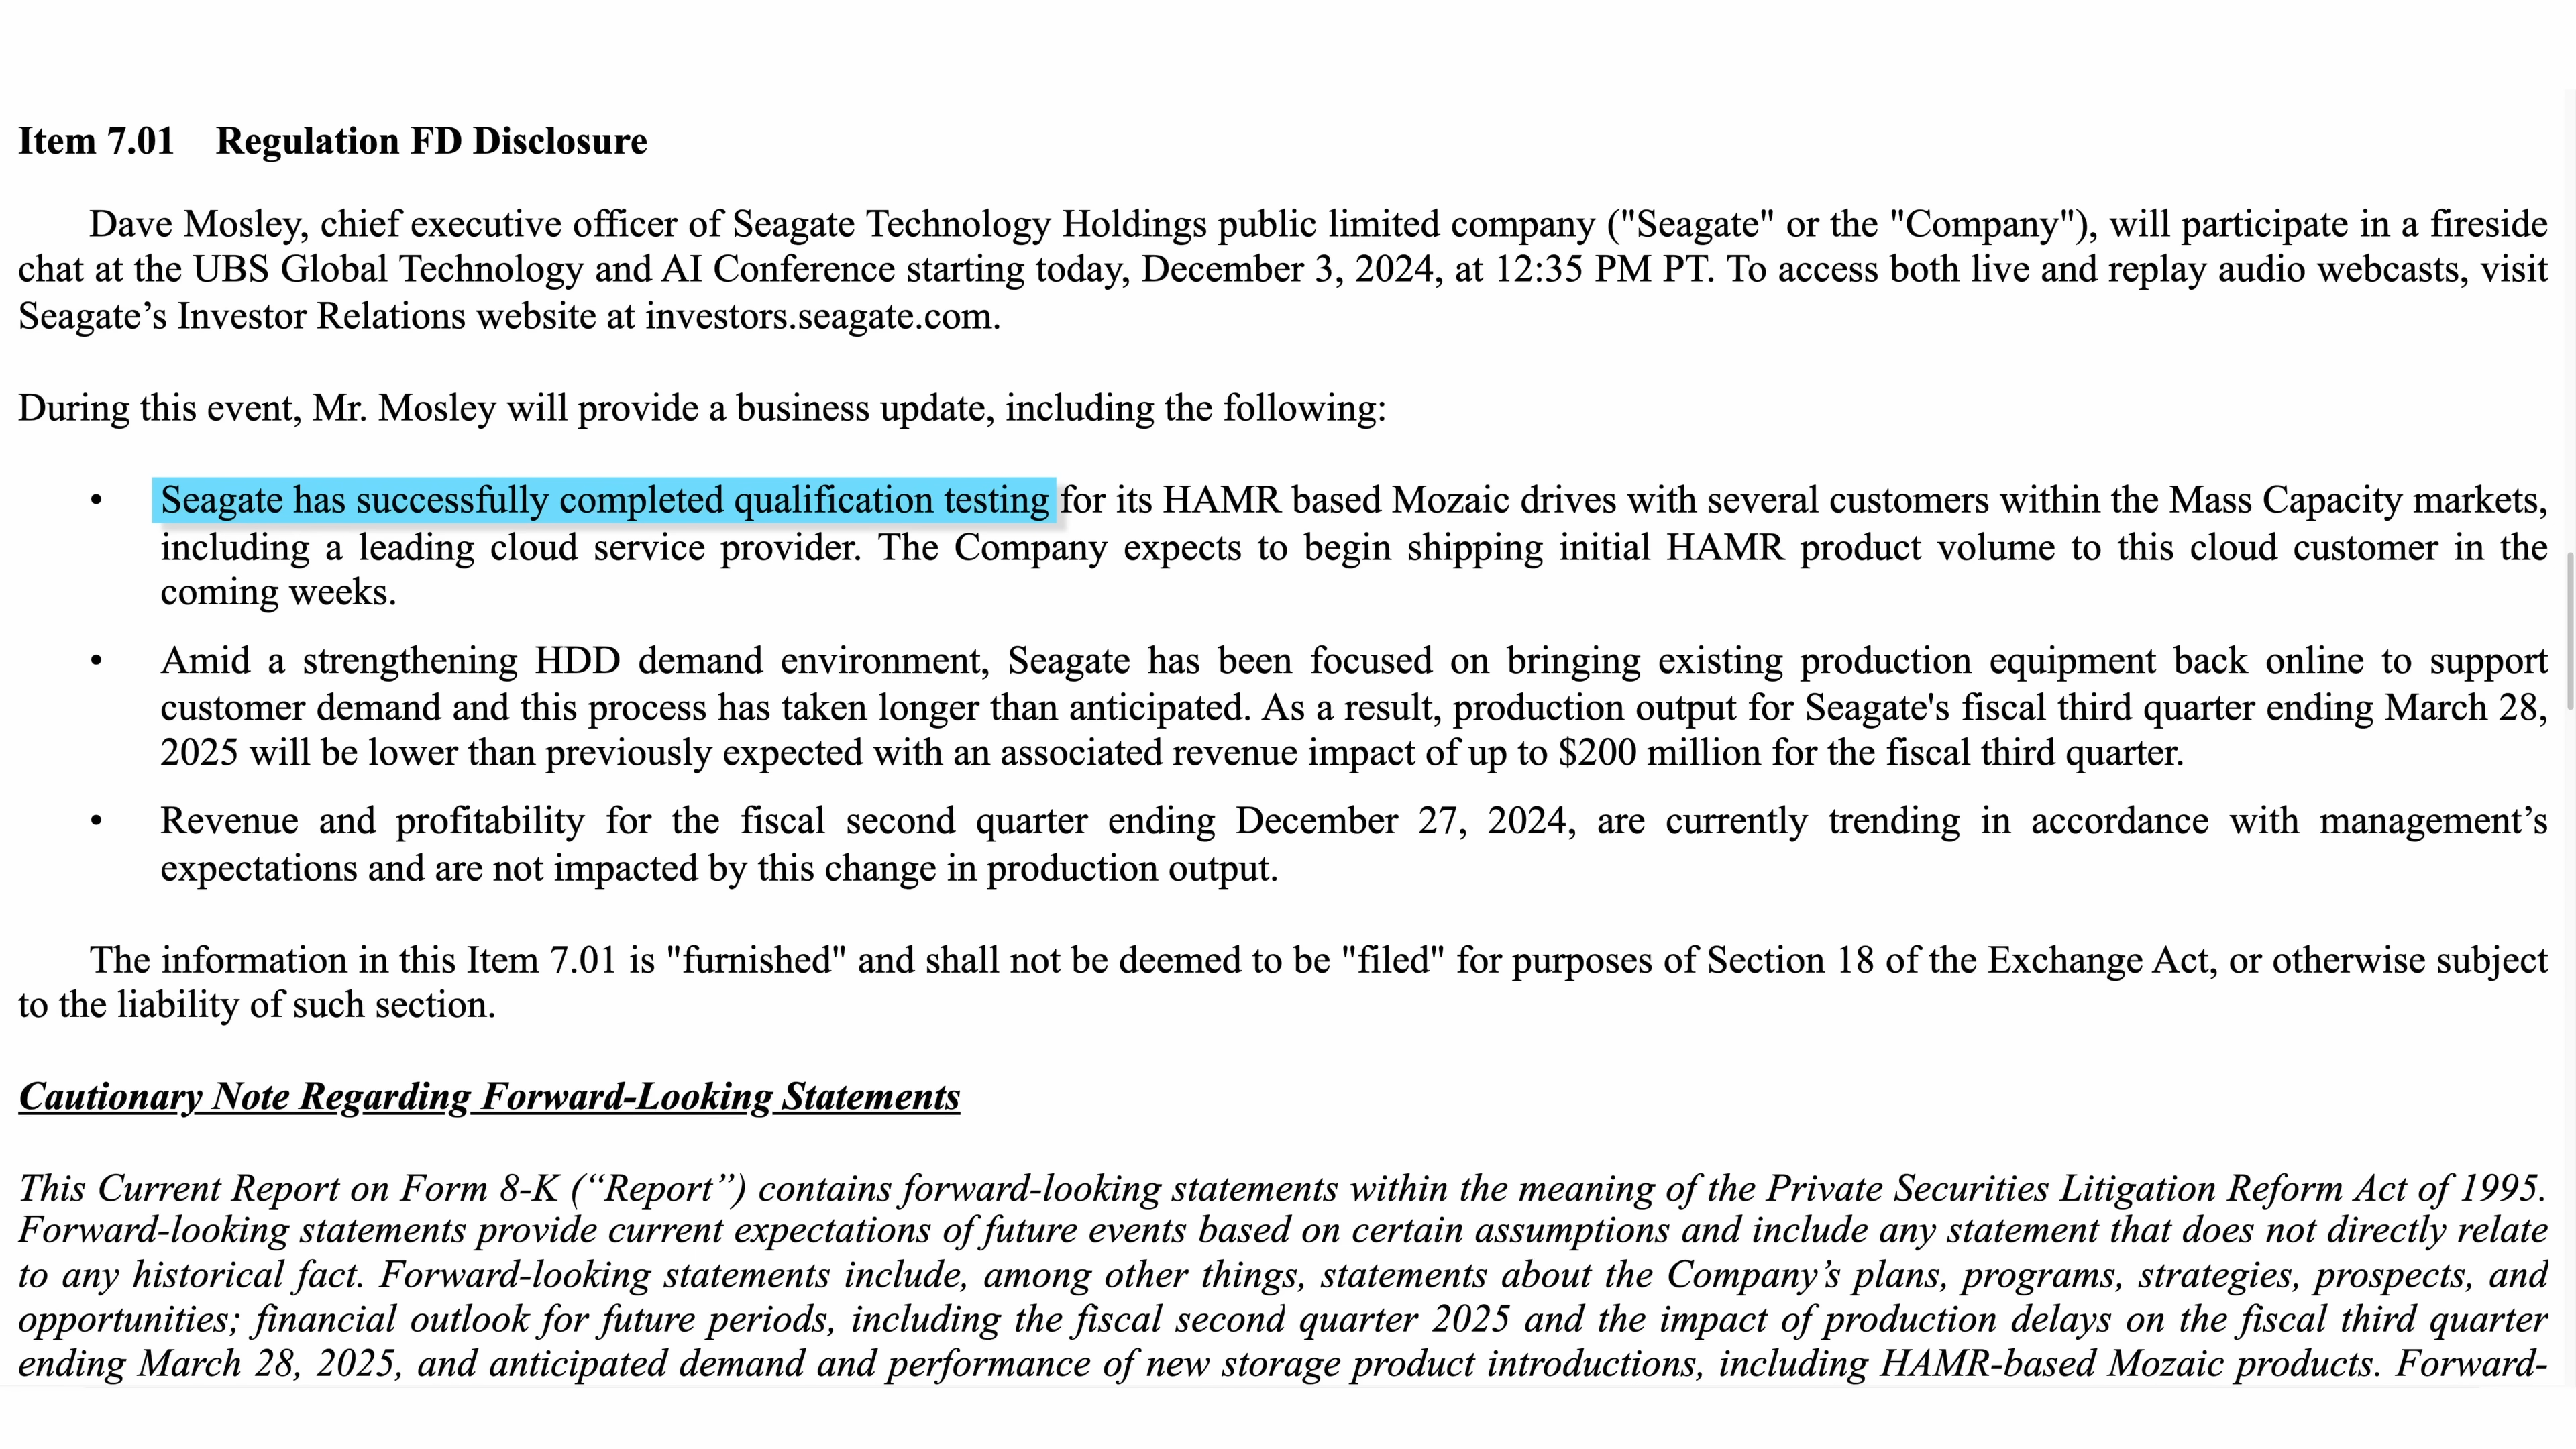 Item 7.01 Regulation FD Disclosure
Dave Mosley, chief executive officer of Seagate Technology Holdings public limited company ("Seagate" or the "Company"), will participate in a fireside
chat at the UBS Global Technology and AI Conference starting today, December 3, 2024, at 12:35 PM PT. To access both live and replay audio webcasts, visit
Seagate’s Investor Relations website at investors.seagate.com.
During this event, Mr. Mosley will provide a business update, including the following:
• Seagate has successfully completed qualification testing for its HAMR based Mozaic drives with several customers within the Mass Capacity markets,
including a leading cloud service provider. The Company expects to begin shipping initial HAMR product volume to this cloud customer in the
coming weeks.
• Amid a strengthening HDD demand environment, Seagate has been focused on bringing existing production equipment back online to support
customer demand and this process has taken longer than anticipated. As a result, production output for Seagate's fiscal third quarter ending March 28,
2025 will be lower than previously expected with an associated revenue impact of up to $200 million for the fiscal third quarter.
• Revenue and profitability for the fiscal second quarter ending December 27, 2024, are currently trending in accordance with management’s
expectations and are not impacted by this change in production output.
The information in this Item 7.01 is "furnished" and shall not be deemed to be "filed" for purposes of Section 18 of the Exchange Act, or otherwise subject
to the liability of such section.
Cautionary Note Regarding Forward-Looking Statements
This Current Report on Form 8-K (“Report”) contains forward-looking statements within the meaning of the Private Securities Litigation Reform Act of 1995.
Forward-looking statements provide current expectations of future events based on certain assumptions and include any statement that does not directly relate
to any historical fact. Forward-looking statements include, among other things, statements about the Company’s plans, programs, strategies, prospects, and
opportunities; financial outlook for future periods, including the fiscal second quarter 2025 and the impact of production delays on the fiscal third quarter
ending March 28, 2025, and anticipated demand and performance of new storage product introductions, including HAMR-based Mozaic products. Forward-